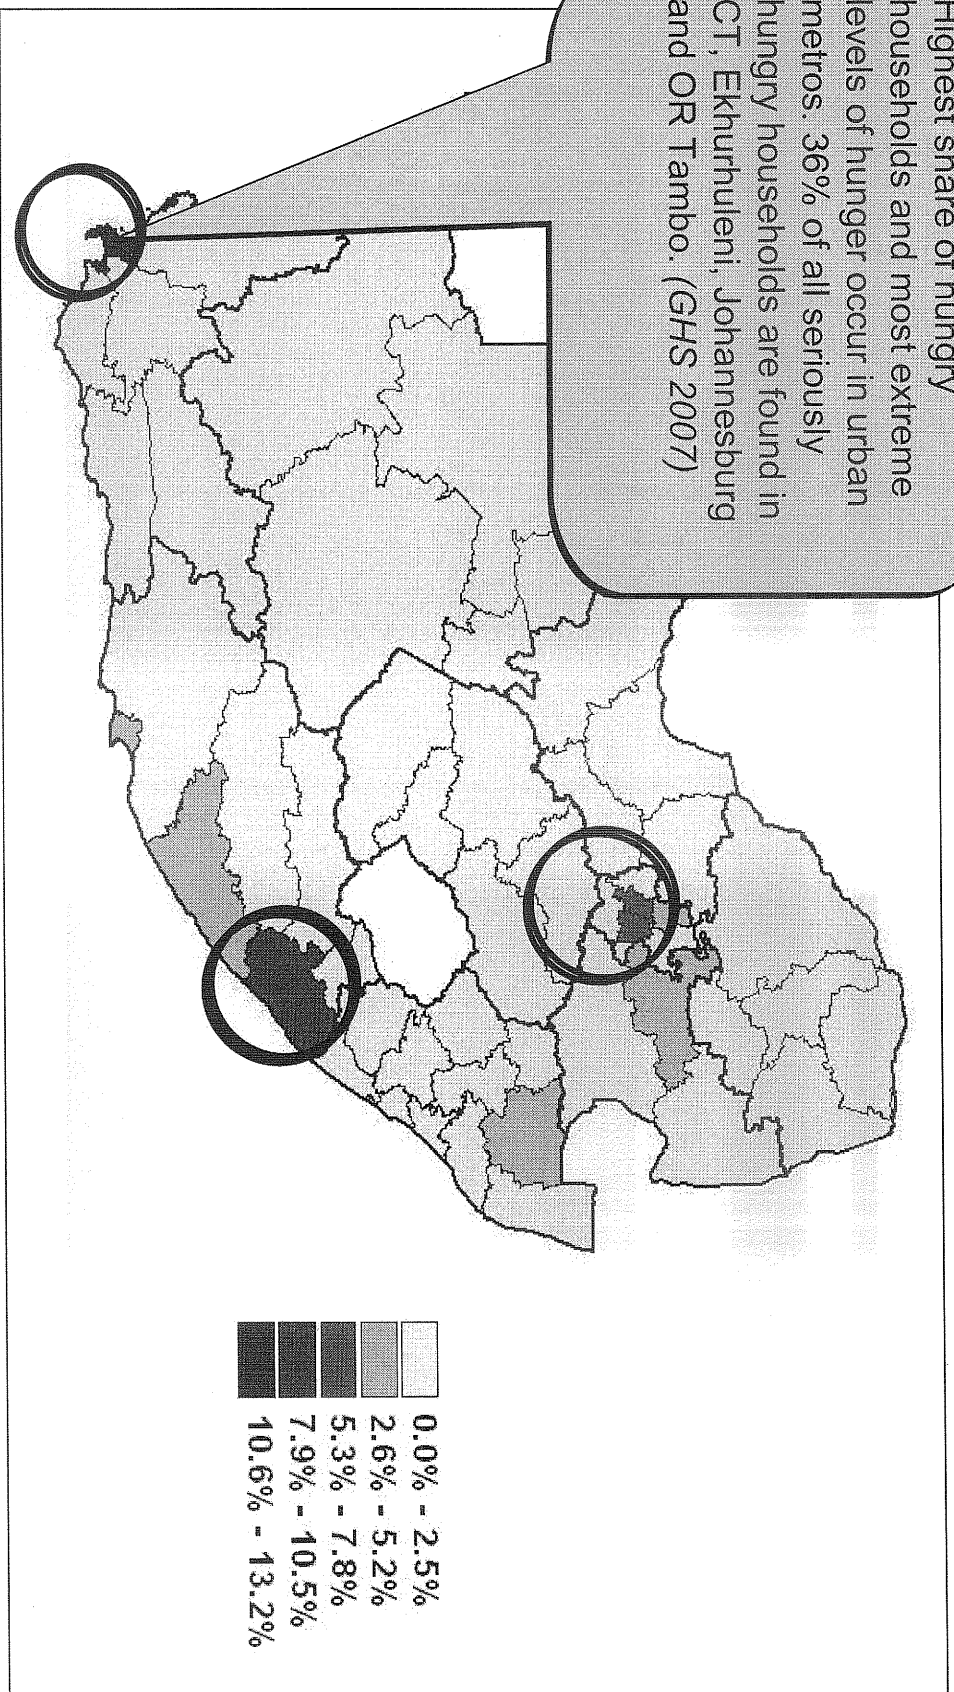 Highest share of hungry
households and most extreme
levels of hunger occur in urban
metros. 36% of all seriously
hungry households are found in
CT, Ekhurhuleni, Johannesburg
and OR Tambo. (GHS 2007)
0.0% - 2.5%
2.6% - 5.2%
5.3% - 7.8%
7.9% - 10.5%
10.6% - 13.2%